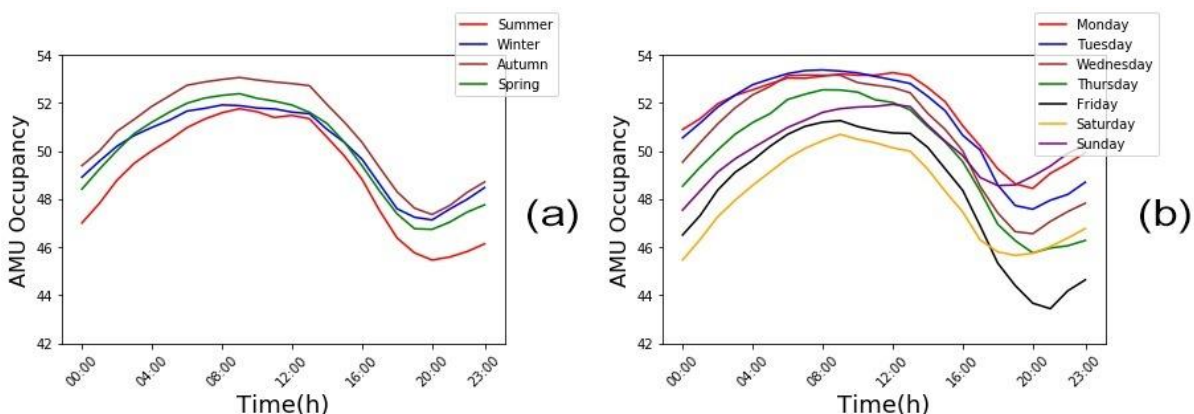 Summer
Winter
Autumn
Spring
54
52
50
48
46
44
42
AMU Occupancy
00:00
04:00
08:00
12:00
16:00
20:00
23:00
Time(h)
(a)
Monday
Tuesday
Wednesday
Thursday
Friday
Saturday
Sunday
54
52
50
48
46
44
42
AMU Occupancy
00:00
04:00
08:00
12:00
16:00
20:00
23:00
Time(h)
(b)